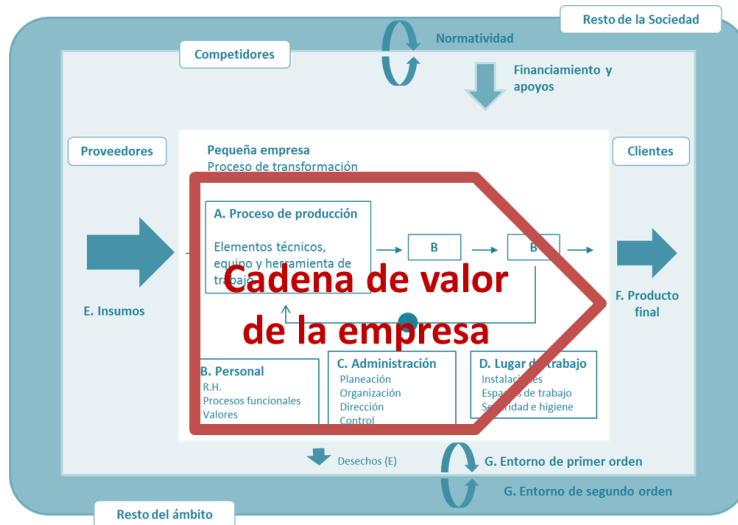 Resto de la Sociedad
Normatividad
Competidores
Financiamiento y
apoyos
Proveedores
Pequeña empresa
Proceso de transformación
Clientes
A. Proceso de producción
Elementos técnicos,
equipo y herramienta de
trabajo
B
B
Cadena de valor
de la empresa
E. Insumos
F. Producto
final
B. Personal
R.H.
Procesos funcionales
Valores
C. Administración
Planeación
Organización
Dirección
Control
D. Lugar de trabajo
Instalaciones
Espacios de trabajo
Seguridad e higiene
Desechos (E)
G. Entorno de primer orden
G. Entorno de segundo orden
Resto del ámbito